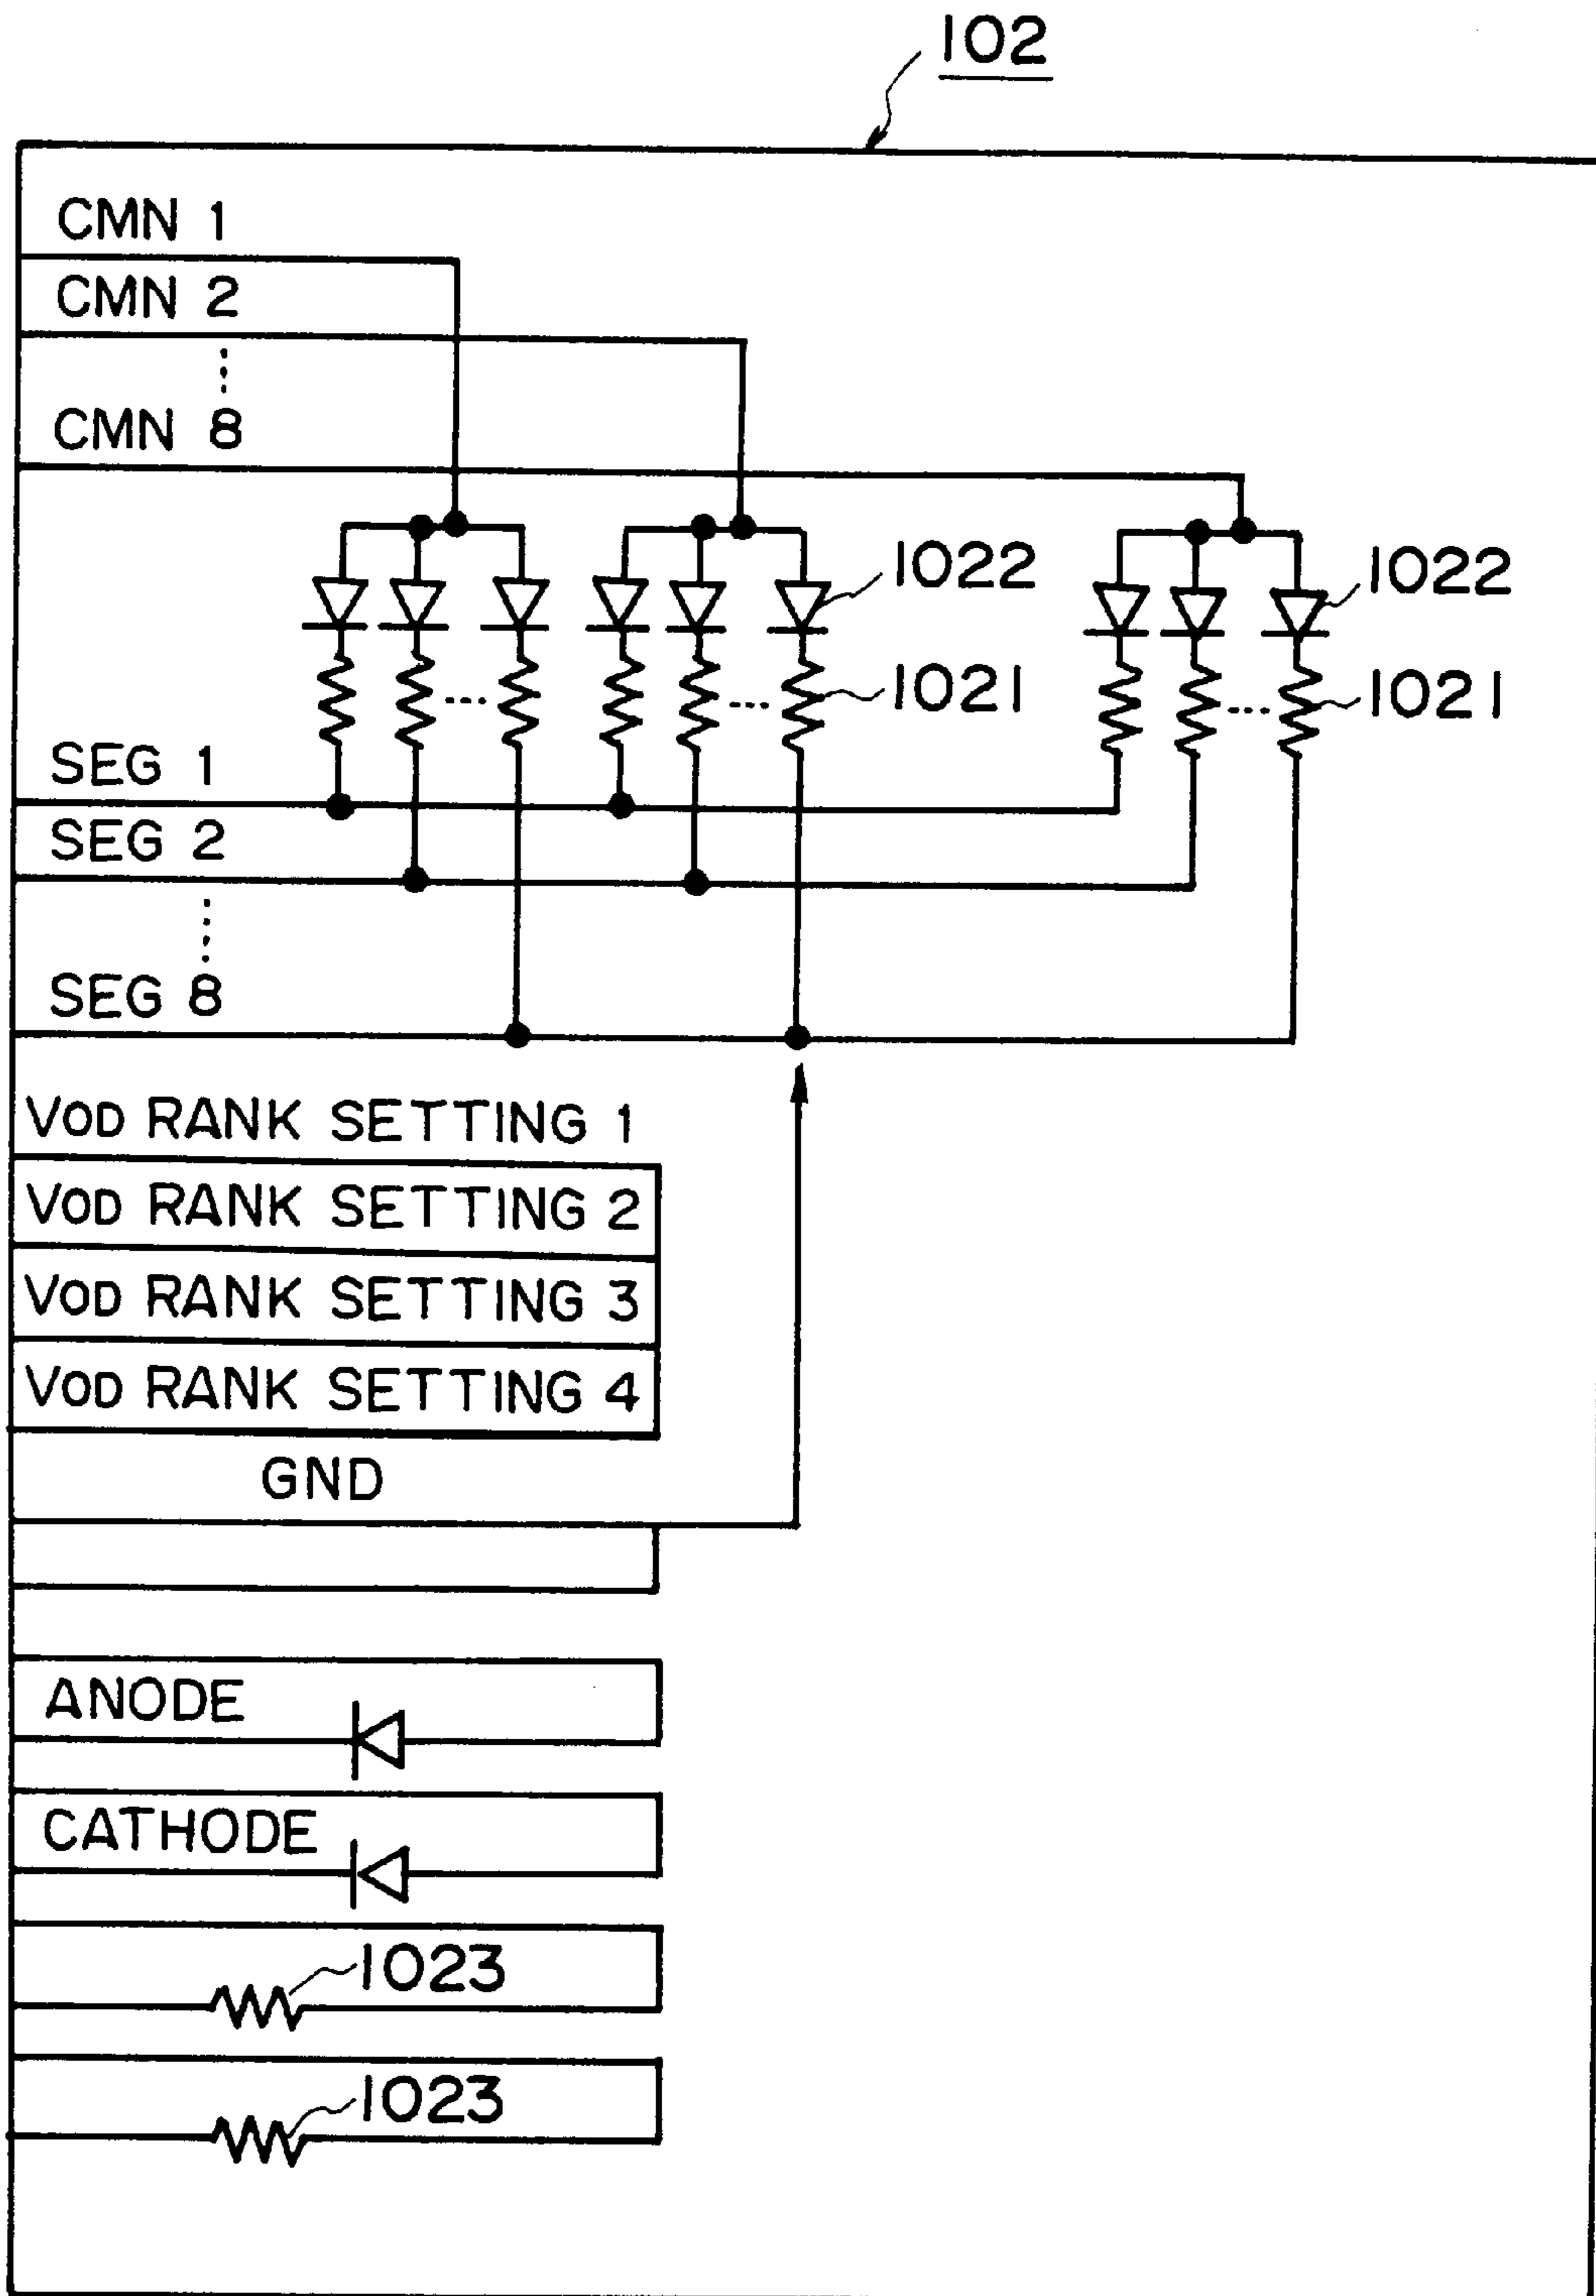 102
CMN 1
CMN 2
CMN 8
1022
1022
1021
1021
SEG 1
SEG 2
SEG 8
VOD RANK SETTING 1
VOD RANK SETTING 2
VOD RANK SETTING 3
VOD RANK SETTING 4
GND
ANODE
CATHODE
1023
1023